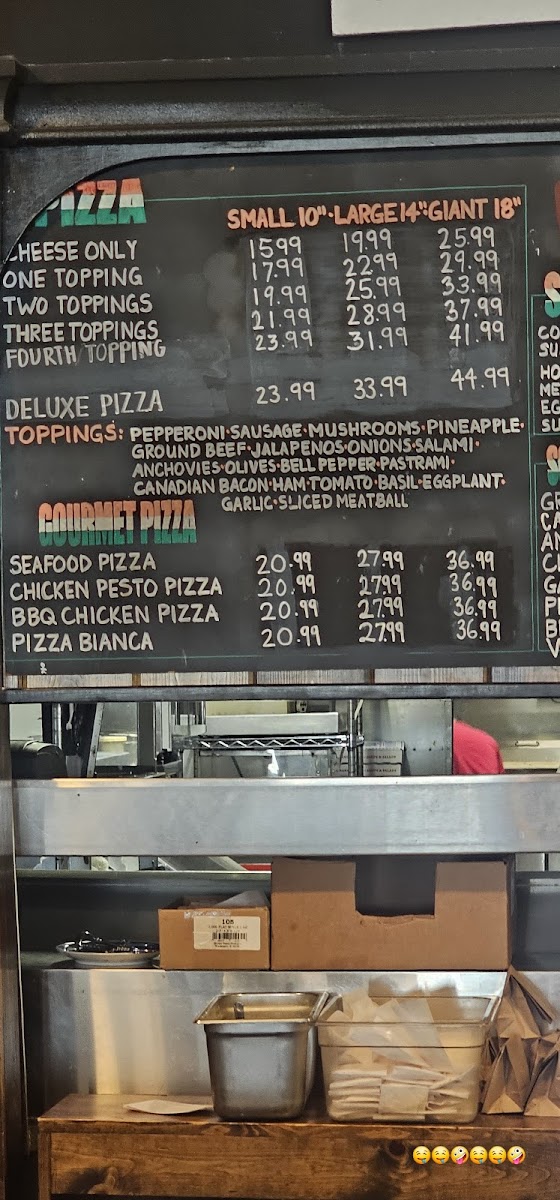 PIZZA
SMALL 10"·LARGE 14" GIANT 18"
CHEESE ONLY 15.99 19.99 25.99
ONE TOPPING 17.99 22.99 29.99
TWO TOPPINGS 19.99 25.99 33.99
THREE TOPPINGS 21.99 28.99 37.99
FOURTH TOPPING 23.99 31.99 41.99
DELUXE PIZZA 23.99 33.99 44.99
TOPPINGS: PEPPERONI·SAUSAGE·MUSHROOMS·PINEAPPLE·
GROUND BEEF·JALAPENOS·ONIONS·SALAMI·
ANCHOVIES·OLIVES·BELL PEPPER·PASTRAMI·
CANADIAN BACON·HAM·TOMATO·BASIL·EGGPLANT·
GARLIC·SLICED MEATBALL
GOURMET PIZZA
SEAFOOD PIZZA 20.99 27.99 36.99
CHICKEN PESTO PIZZA 20.99 27.99 36.99
BBQ CHICKEN PIZZA 20.99 27.99 36.99
PIZZA BIANCA 20.99 27.99 36.99